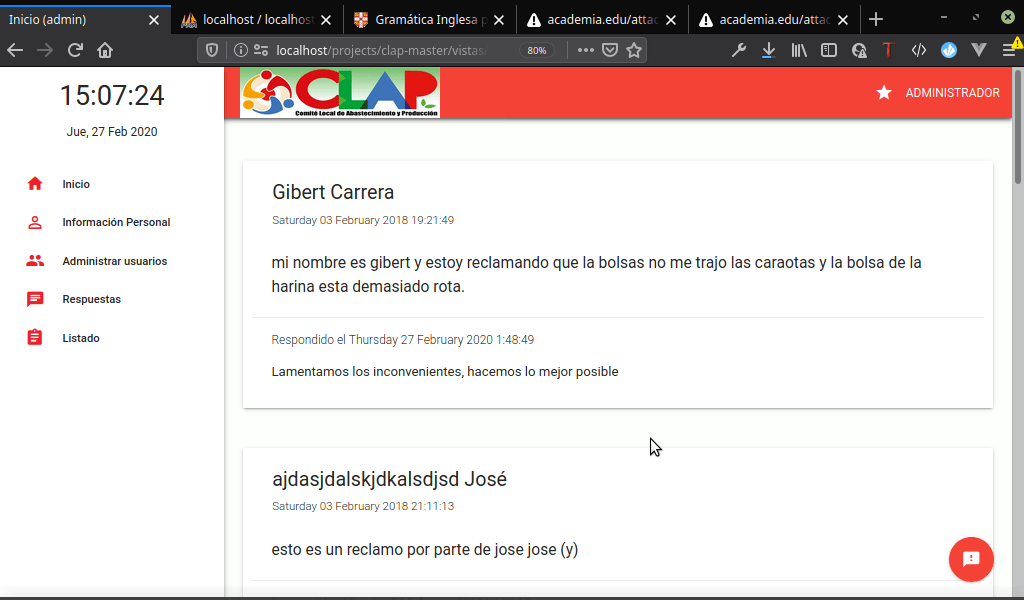 Inicio (admin)
localhost / localhost
Gramática Inglesa p
academia.edu/attac
academia.edu/attac
localhost/projects/clap-master/vistas
80%
15:07:24
Jue, 27 Feb 2020
Inicio
Información Personal
Administrar usuarios
Respuestas
Listado
CLAP
Comité Local de Abastecimiento y Producción
ADMINISTRADOR
Gibert Carrera
Saturday 03 February 2018 19:21:49
mi nombre es gibert y estoy reclamando que la bolsas no me trajo las caraotas y la bolsa de la
harina esta demasiado rota.
Respondido el Thursday 27 February 2020 1:48:49
Lamentamos los inconvenientes, hacemos lo mejor posible
ajdasjdalskjdkalsdjsd José
Saturday 03 February 2018 21:11:13
esto es un reclamo por parte de jose jose (y)